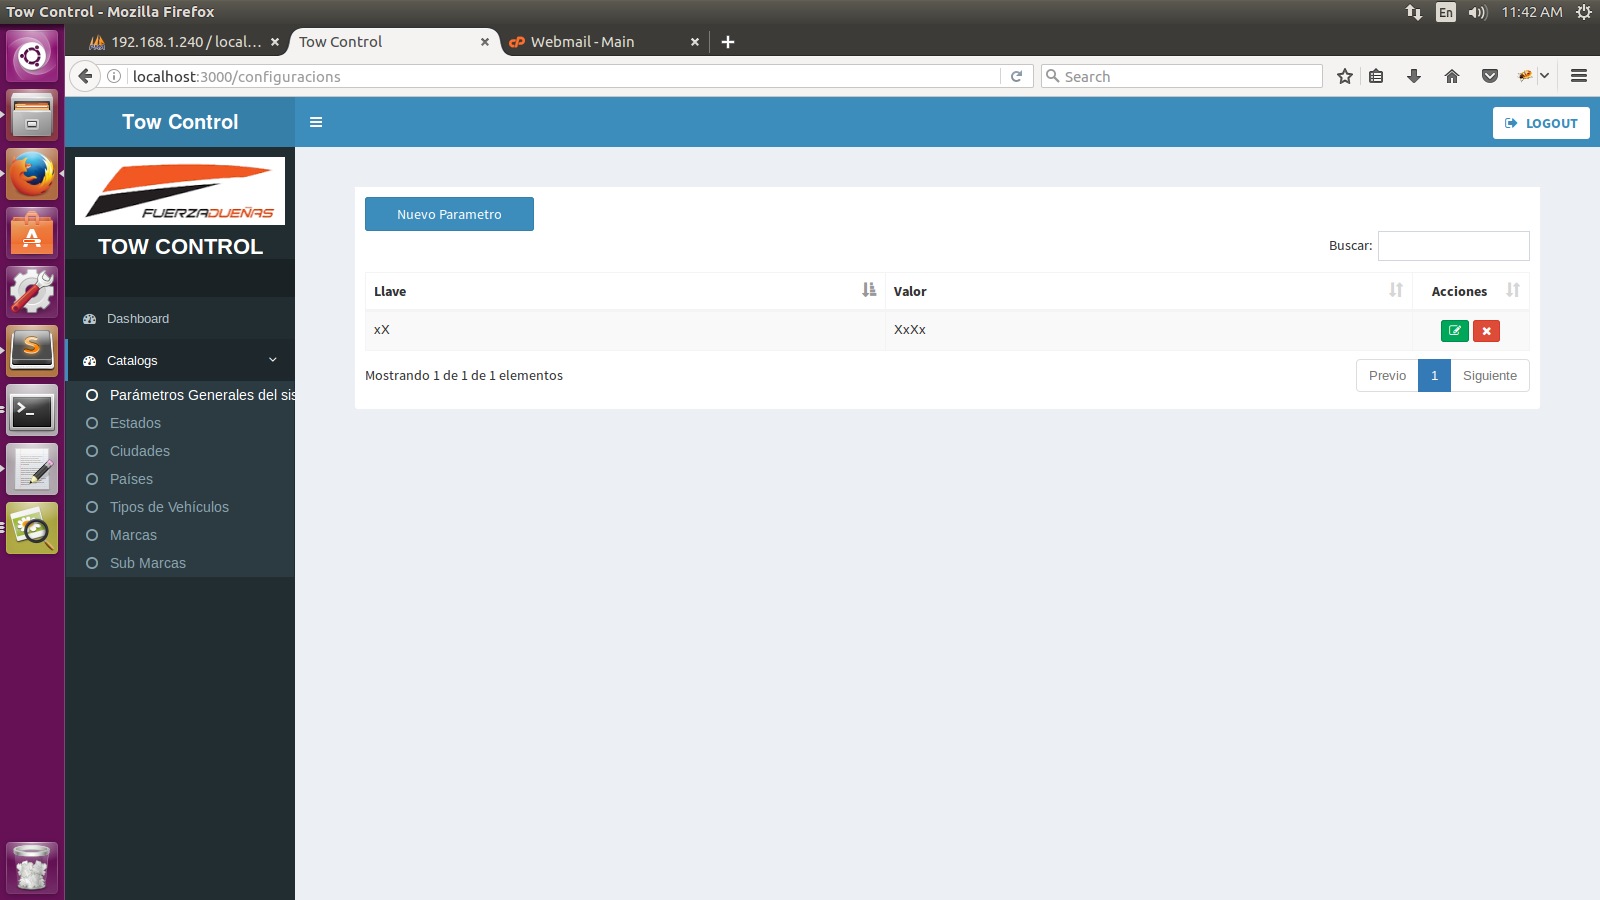 Tow Control - Mozilla Firefox
En
11:42 AM
192.168.1.240 / local...
Tow Control
Webmail - Main
localhost:3000/configuracions
Search
Tow Control
LOGOUT
FUERZADUEÑAS
TOW CONTROL
Dashboard
Catalogs
Parámetros Generales del sis
Estados
Ciudades
Países
Tipos de Vehículos
Marcas
Sub Marcas
Nuevo Parametro
Buscar:
Llave Valor Acciones
xX XxXx
Mostrando 1 de 1 de 1 elementos
Previo 1 Siguiente